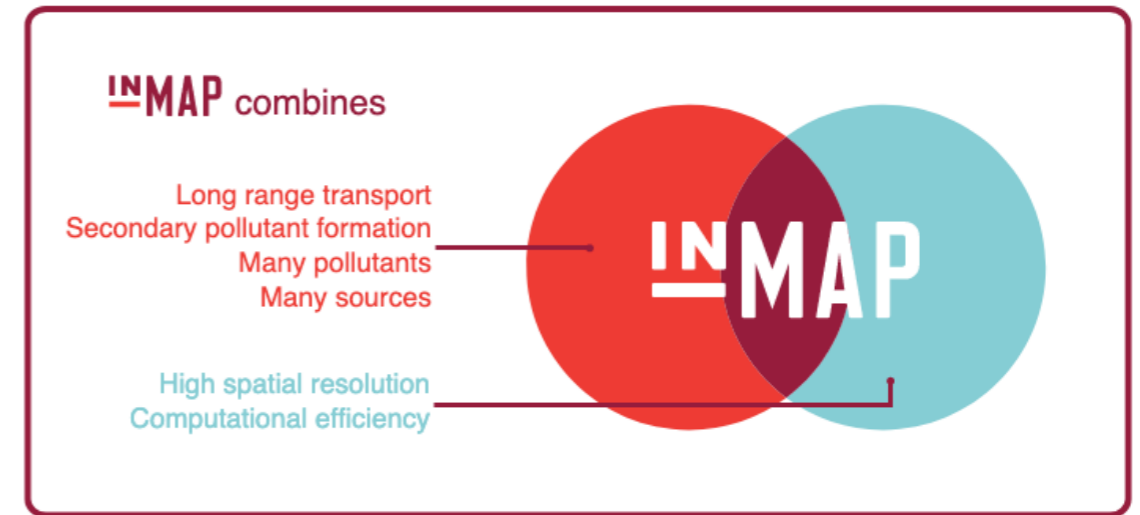 INMAP combines
Long range transport
Secondary pollutant formation
Many pollutants
Many sources
INMAP
High spatial resolution
Computational efficiency